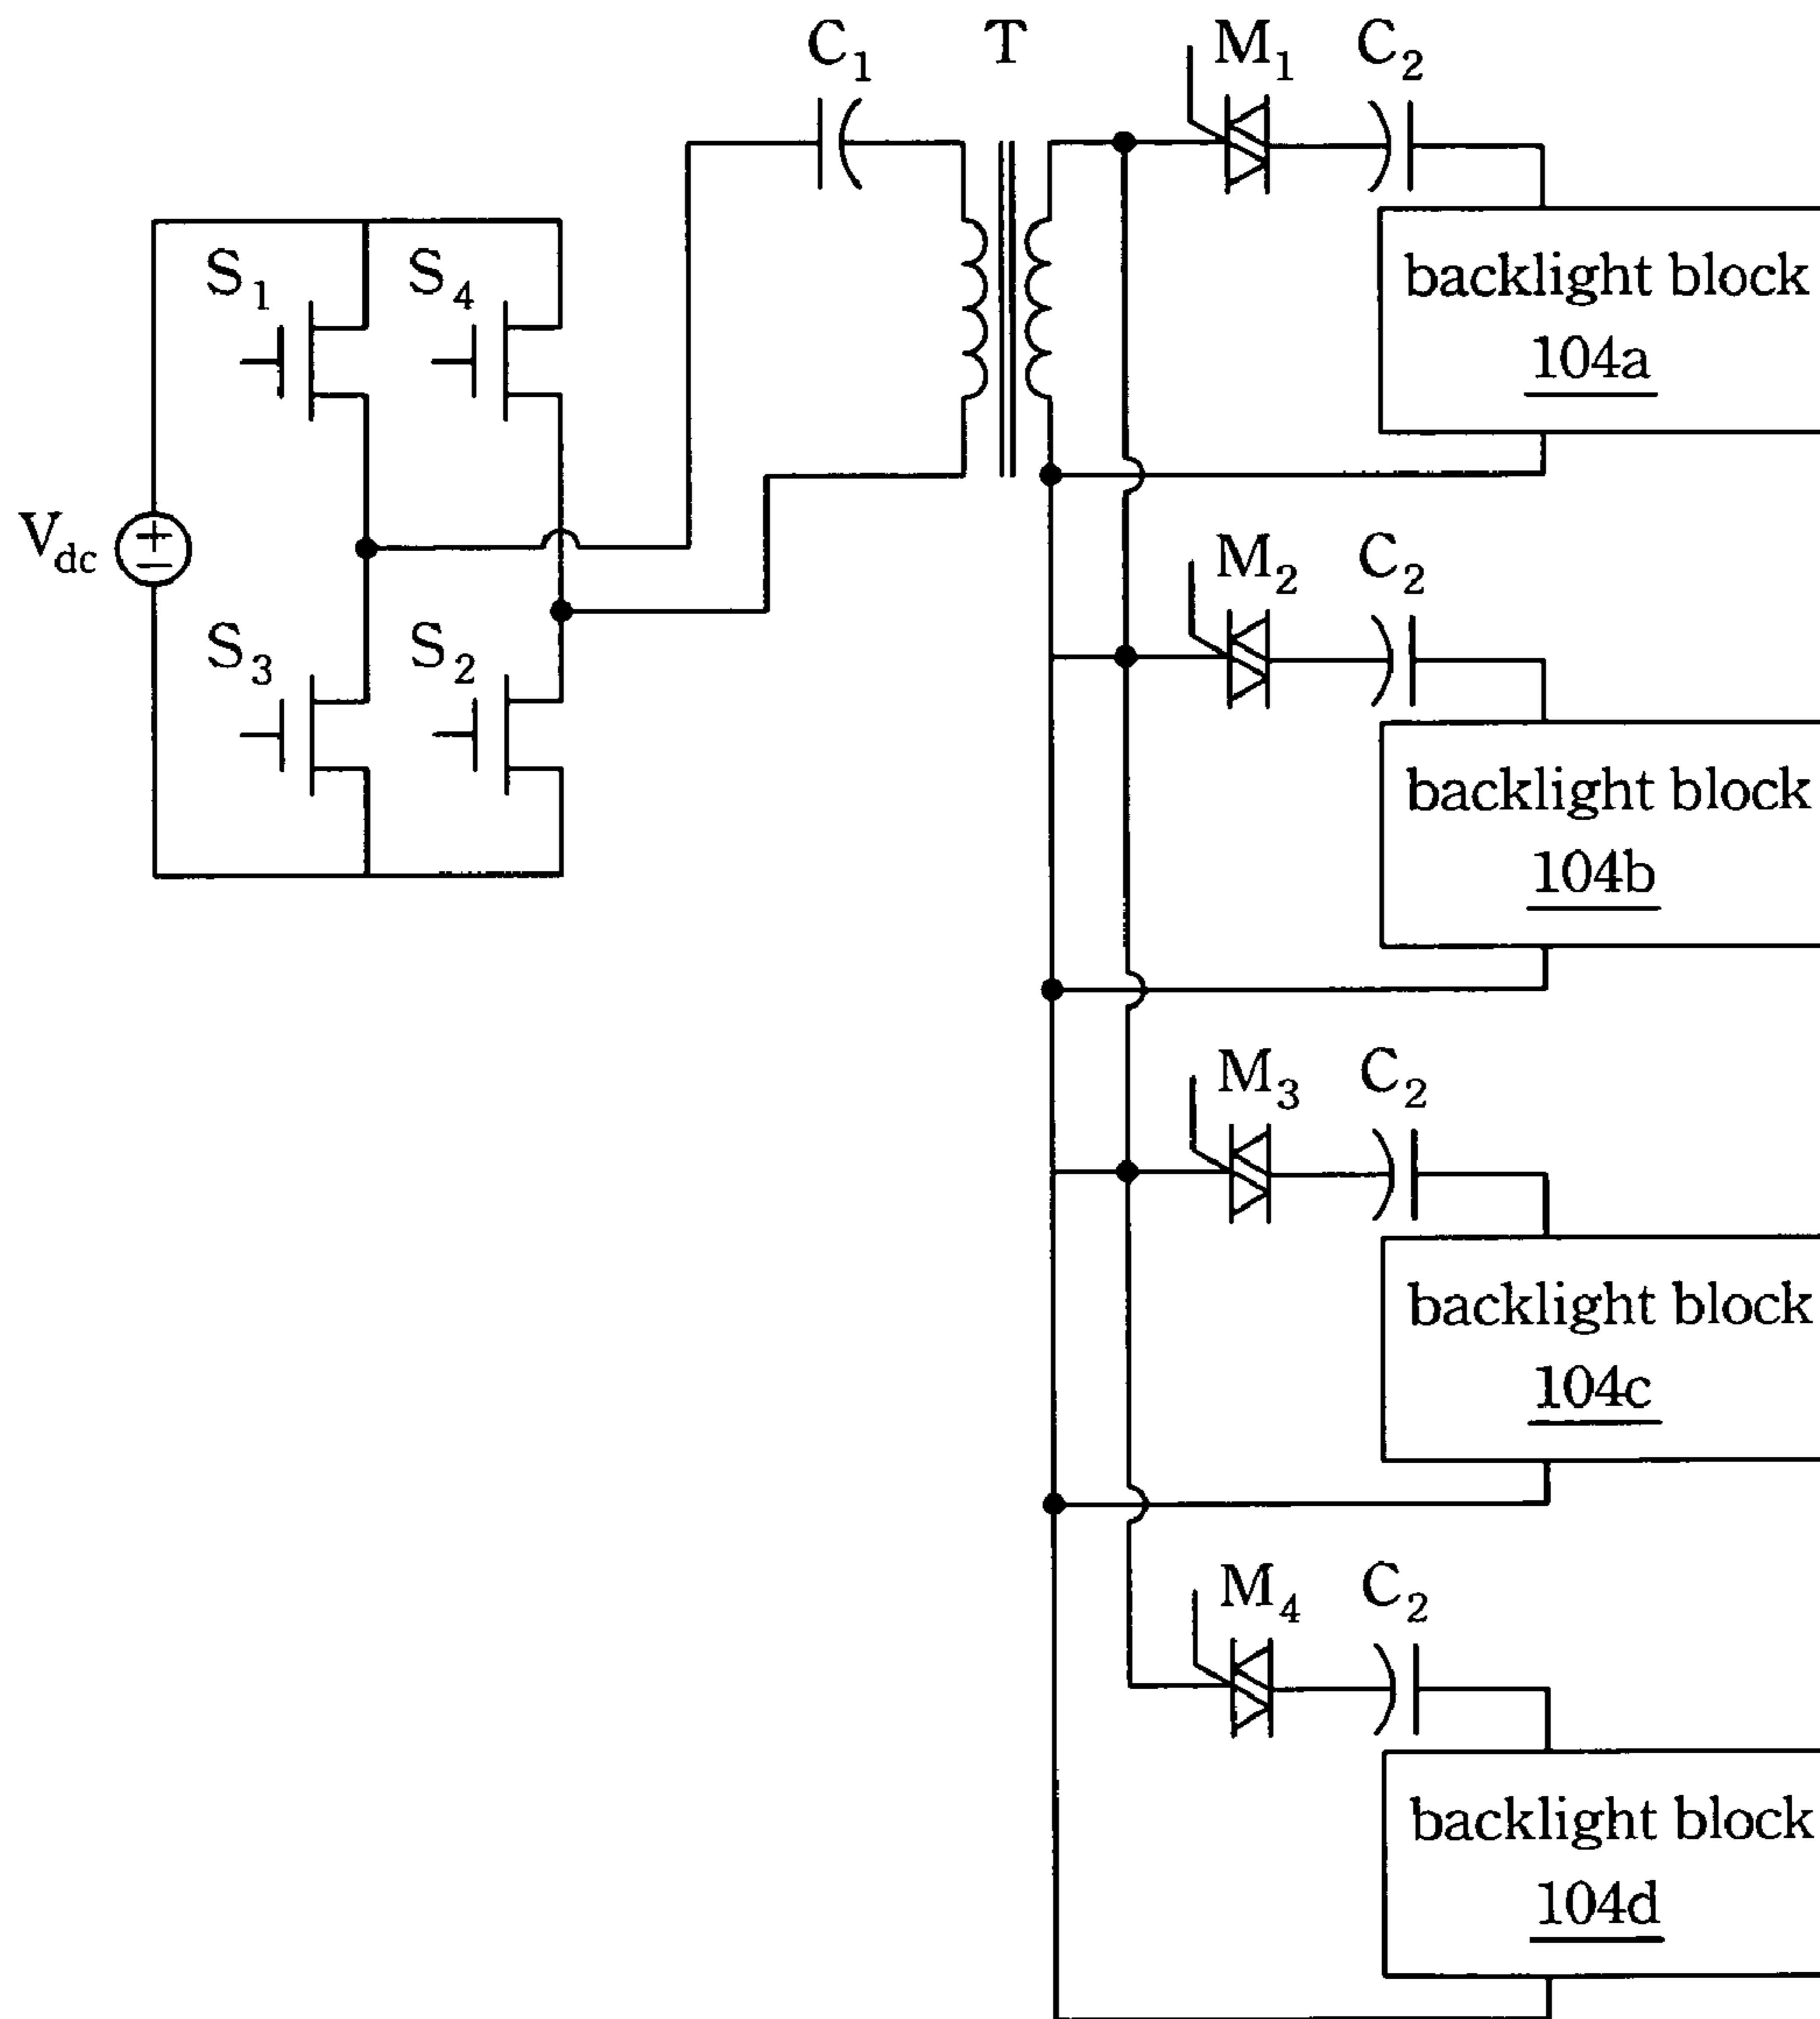 C1 T M1 C2
S1 S4
backlight block
104a
Vdc
+
−
M2 C2
S3 S2
backlight block
104b
M3 C2
backlight block
104c
M4 C2
backlight block
104d